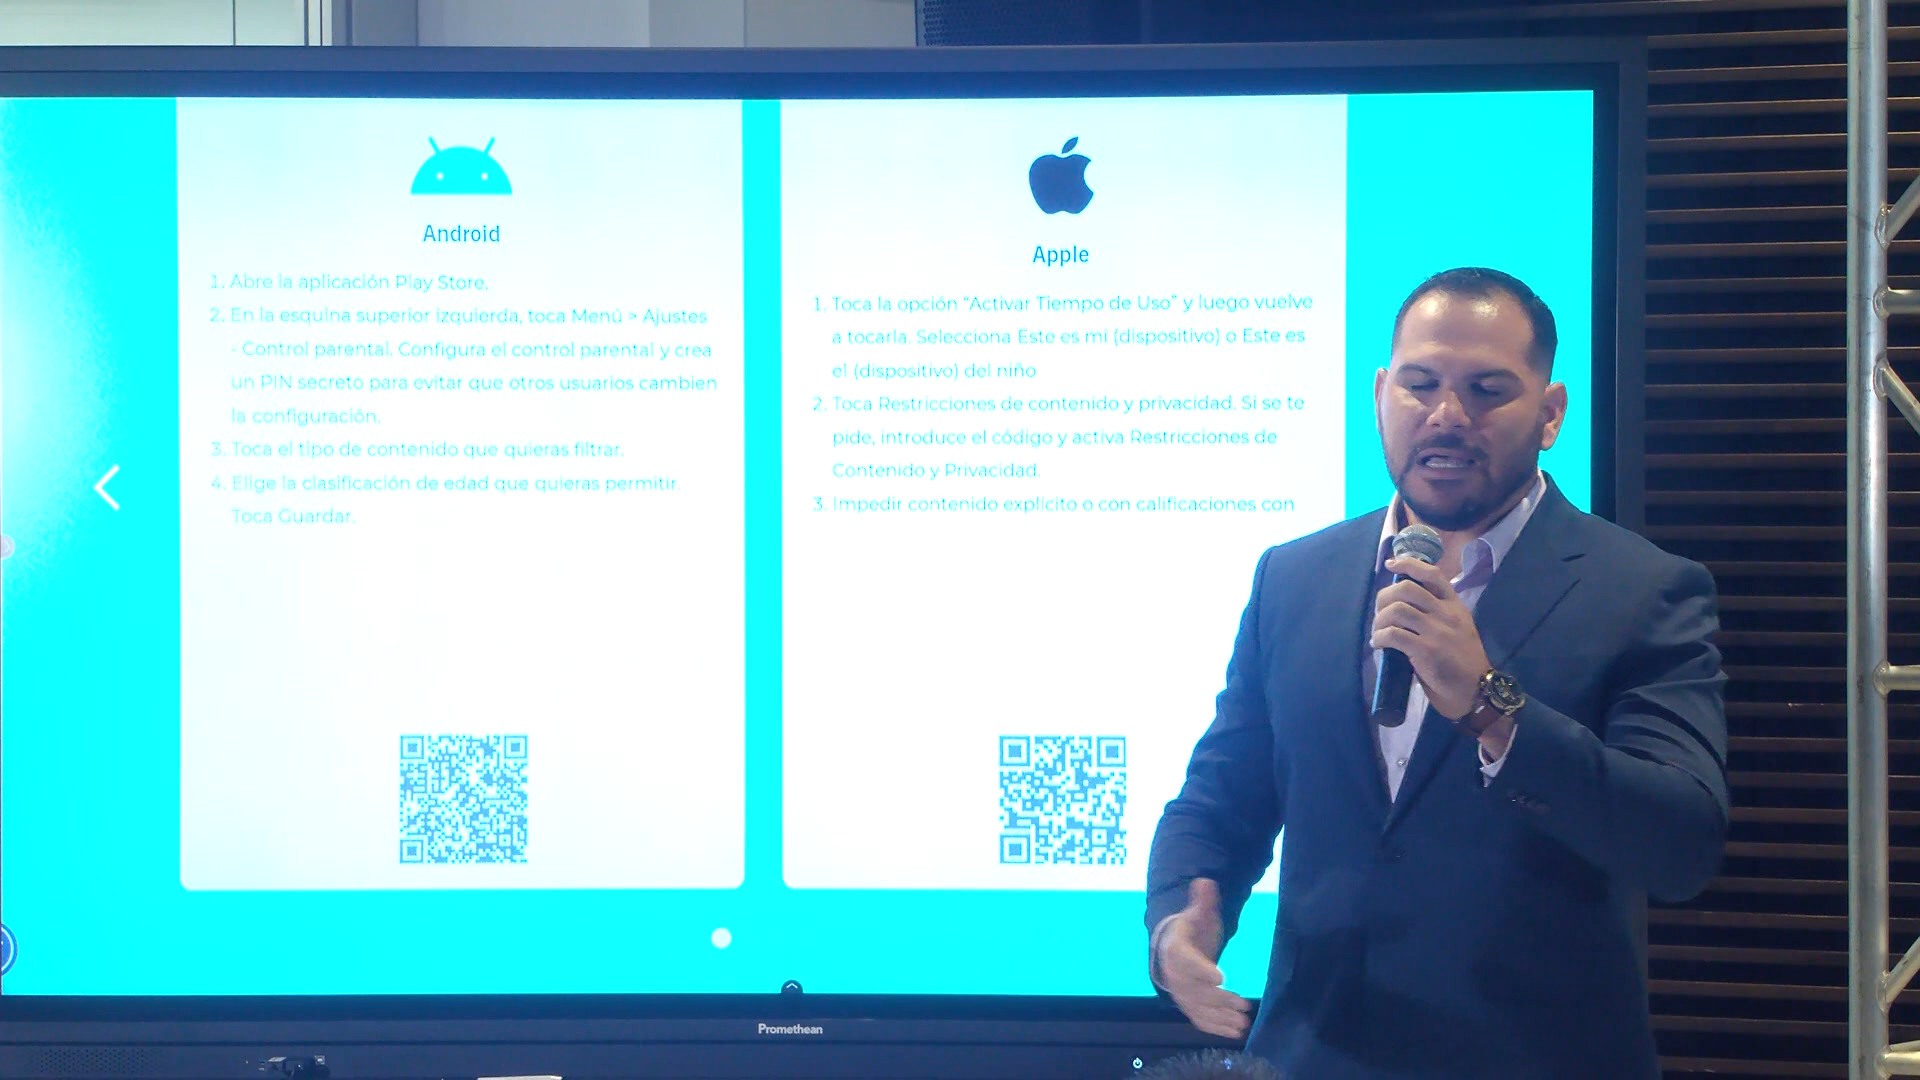 Android
1. Abre la aplicación Play Store.
2. En la esquina superior izquierda, toca Menú > Ajustes
- Control parental. Configura el control parental y crea
un PIN secreto para evitar que otros usuarios cambien
la configuración.
3. Toca el tipo de contenido que quieras filtrar.
4. Elige la clasificación de edad que quieras permitir.
Toca Guardar.
Apple
1. Toca la opción "Activar Tiempo de Uso" y luego vuelve
a tocarla. Selecciona Este es mi (dispositivo) o Este es
el (dispositivo) del niño
2. Toca Restricciones de contenido y privacidad. Si se te
pide, introduce el código y activa Restricciones de
Contenido y Privacidad.
3. Impedir contenido explícito o con calificaciones con
Promethean